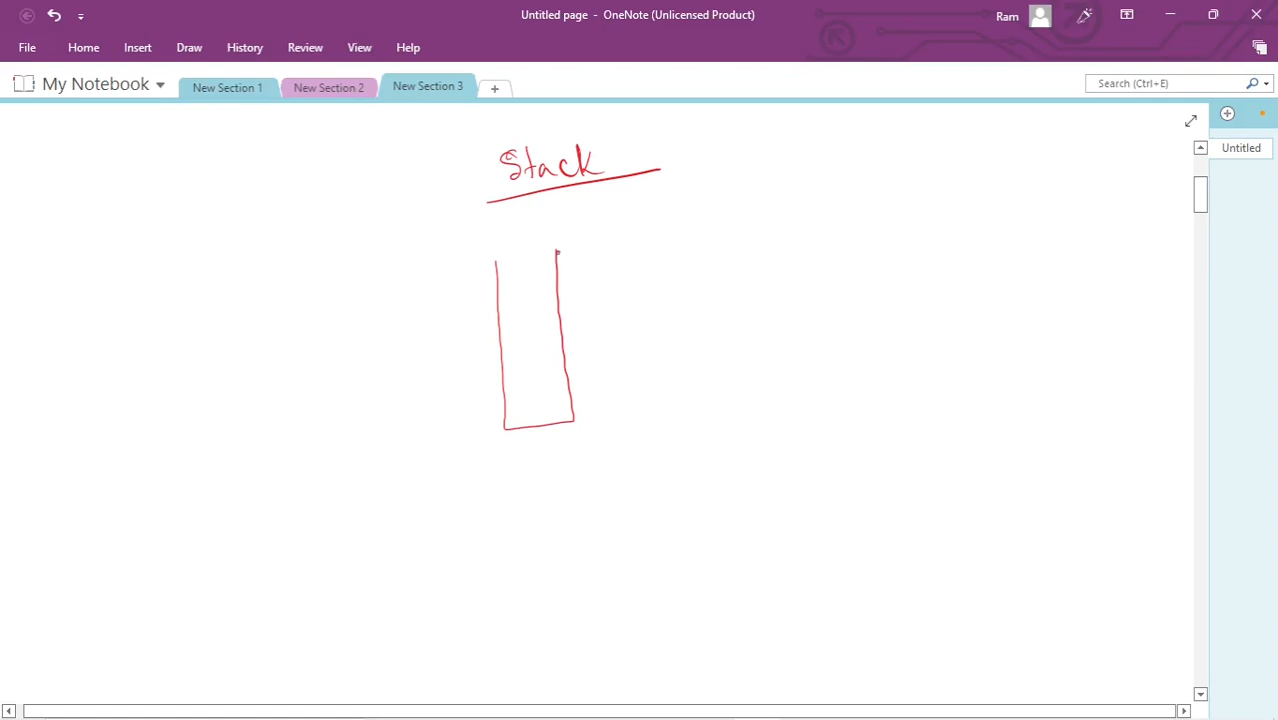 Untitled page - OneNote (Unlicensed Product)
Ram
File Home Insert Draw History Review View Help
My Notebook New Section 1 New Section 2 New Section 3 +
Search (Ctrl+E)
Untitled
Stack